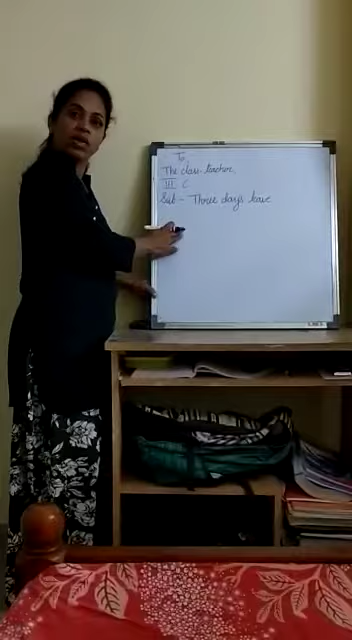 To,
The class teacher,
III C
Sub - Three days leave